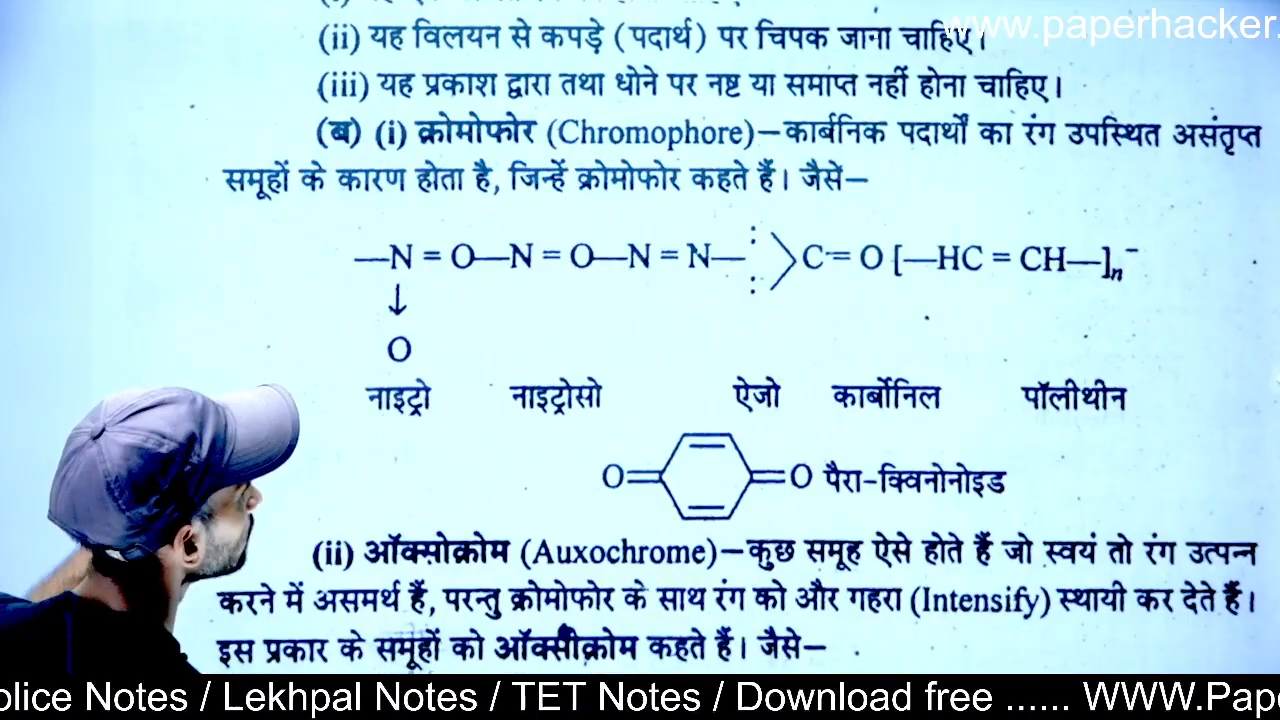 www.paperhacker.
(ii) यह विलयन से कपड़े (पदार्थ) पर चिपक जाना चाहिए।
(iii) यह प्रकाश द्वारा तथा धोने पर नष्ट या समाप्त नहीं होना चाहिए।
(ब) (i) क्रोमोफोर (Chromophore)—कार्बनिक पदार्थों का रंग उपस्थित असंतृप्त
समूहों के कारण होता है, जिन्हें क्रोमोफोर कहते हैं। जैसे—
—N = O—N = O—N = N— : : >C = O [—HC = CH—]n⁻
↓
O
नाइट्रो नाइट्रोसो ऐजो कार्बोनिल पॉलीथीन
O= =O पैरा-क्विनोनोइड
(ii) ऑक्सोक्रोम (Auxochrome)—कुछ समूह ऐसे होते हैं जो स्वयं तो रंग उत्पन्न
करने में असमर्थ हैं, परन्तु क्रोमोफोर के साथ रंग को और गहरा (Intensify) स्थायी कर देते हैं।
इस प्रकार के समूहों को ऑक्सीक्रोम कहते हैं। जैसे—
olice Notes / Lekhpal Notes / TET Notes / Download free ...... WWW.Pape